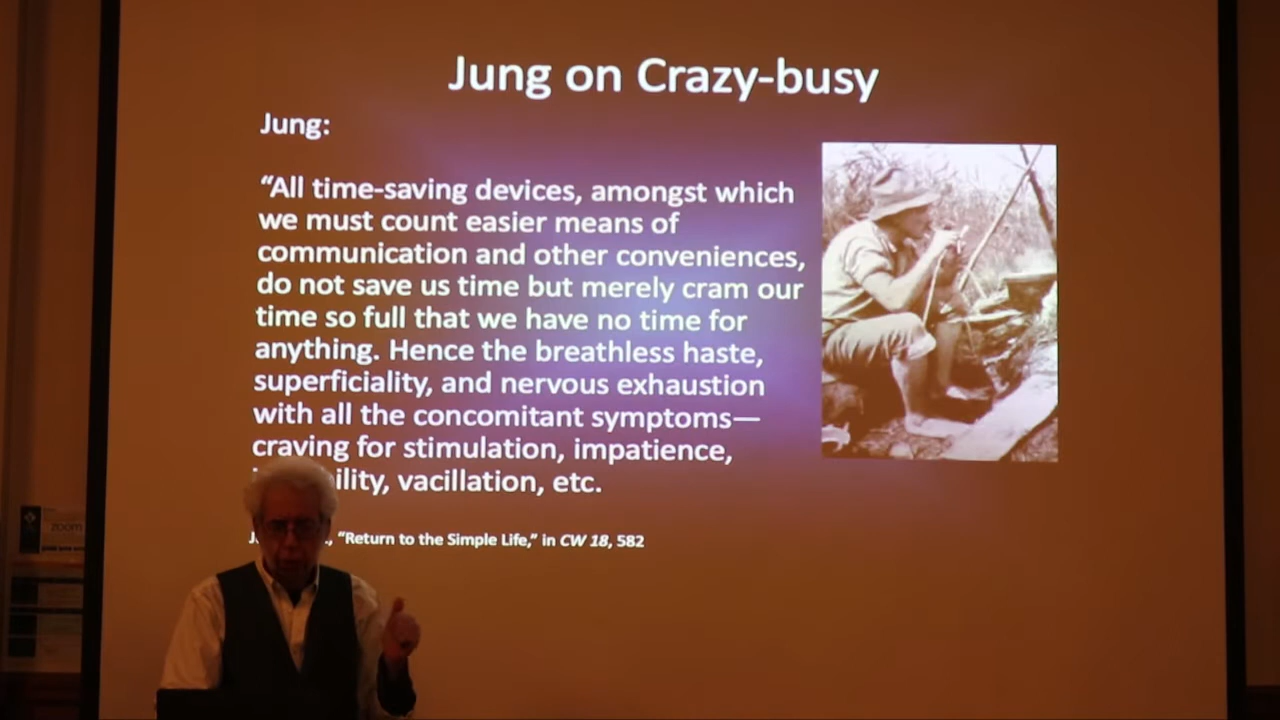 Jung on Crazy-busy
Jung:
“All time-saving devices, amongst which
we must count easier means of
communication and other conveniences,
do not save us time but merely cram our
time so full that we have no time for
anything. Hence the breathless haste,
superficiality, and nervous exhaustion
with all the concomitant symptoms—
craving for stimulation, impatience,
vacillation, etc.
“Return to the Simple Life,” in CW 18, 582
zoom